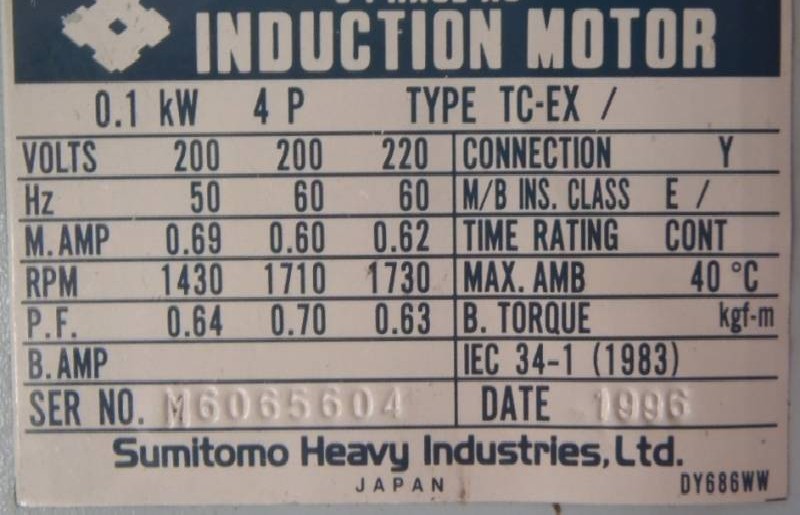 INDUCTION MOTOR
0.1 kW 4 P TYPE TC-EX /
VOLTS 200 200 220 CONNECTION Y
Hz 50 60 60 M/B INS. CLASS E /
M. AMP 0.69 0.60 0.62 TIME RATING CONT
RPM 1430 1710 1730 MAX. AMB 40 °C
P.F. 0.64 0.70 0.63 B. TORQUE kgf-m
B. AMP IEC 34-1 (1983)
SER NO. M6065604 DATE 1996
Sumitomo Heavy Industries, Ltd.
JAPAN DY686WW